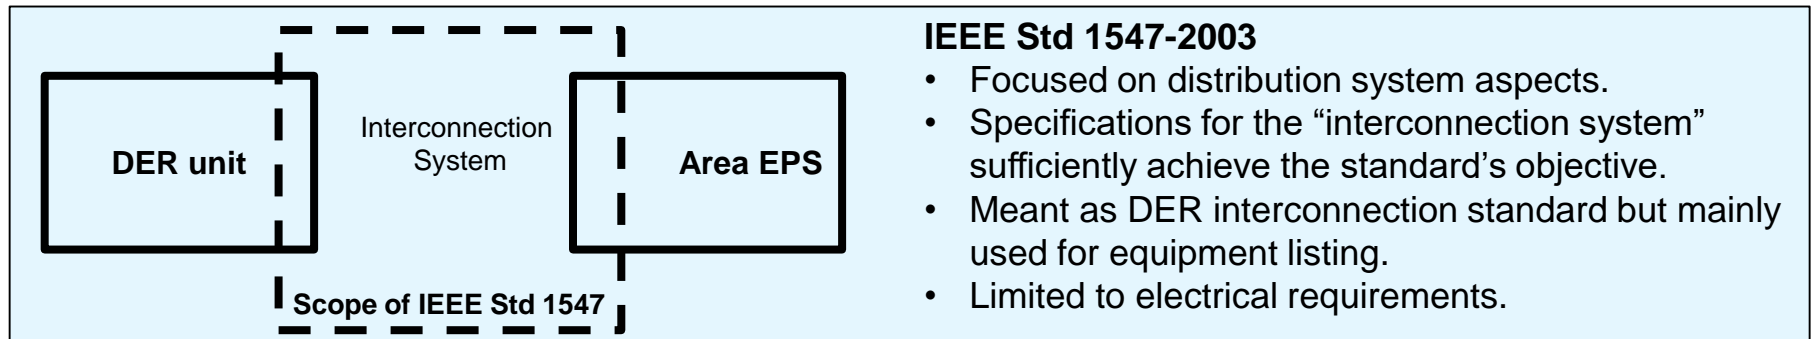 DER unit
Interconnection
System
Area EPS
Scope of IEEE Std 1547
IEEE Std 1547-2003
• Focused on distribution system aspects.
• Specifications for the “interconnection system”
sufficiently achieve the standard’s objective.
• Meant as DER interconnection standard but mainly
used for equipment listing.
• Limited to electrical requirements.